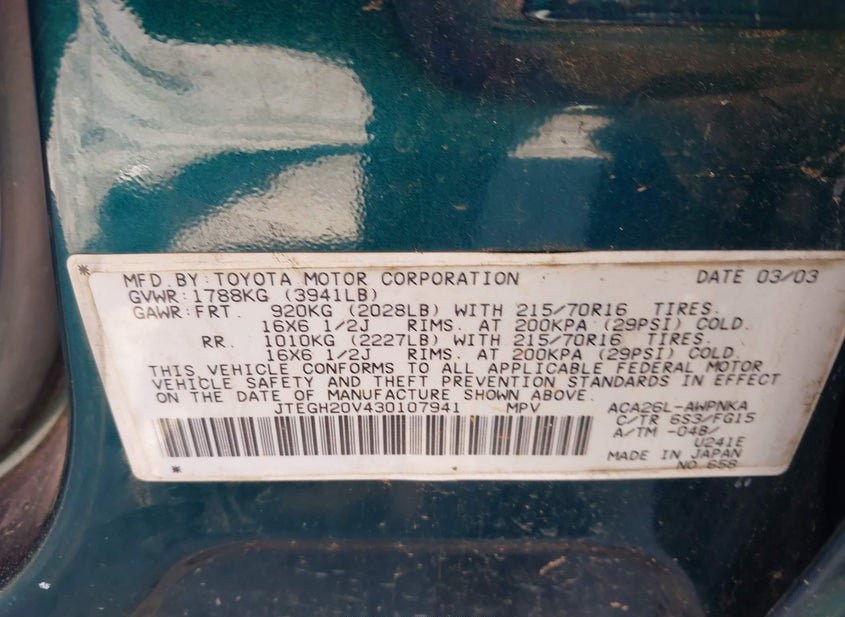 * MFD.BY:TOYOTA MOTOR CORPORATION DATE 03/03
GVWR:1788KG (3941LB)
GAWR:FRT. 920KG (2028LB) WITH 215/70R16 TIRES.
16X6 1/2J RIMS. AT 200KPA (29PSI) COLD.
RR. 1010KG (2227LB) WITH 215/70R16 TIRES.
16X6 1/2J RIMS. AT 200KPA (29PSI) COLD.
THIS VEHICLE CONFORMS TO ALL APPLICABLE FEDERAL MOTOR
VEHICLE SAFETY AND THEFT PREVENTION STANDARDS IN EFFECT
ON THE DATE OF MANUFACTURE SHOWN ABOVE.
JTEGH20V430107941 MPV ACA26L-AWPNKA
C/TR 6S3/FG15
A/TM -04B/
U241E
MADE IN JAPAN
* NO.658